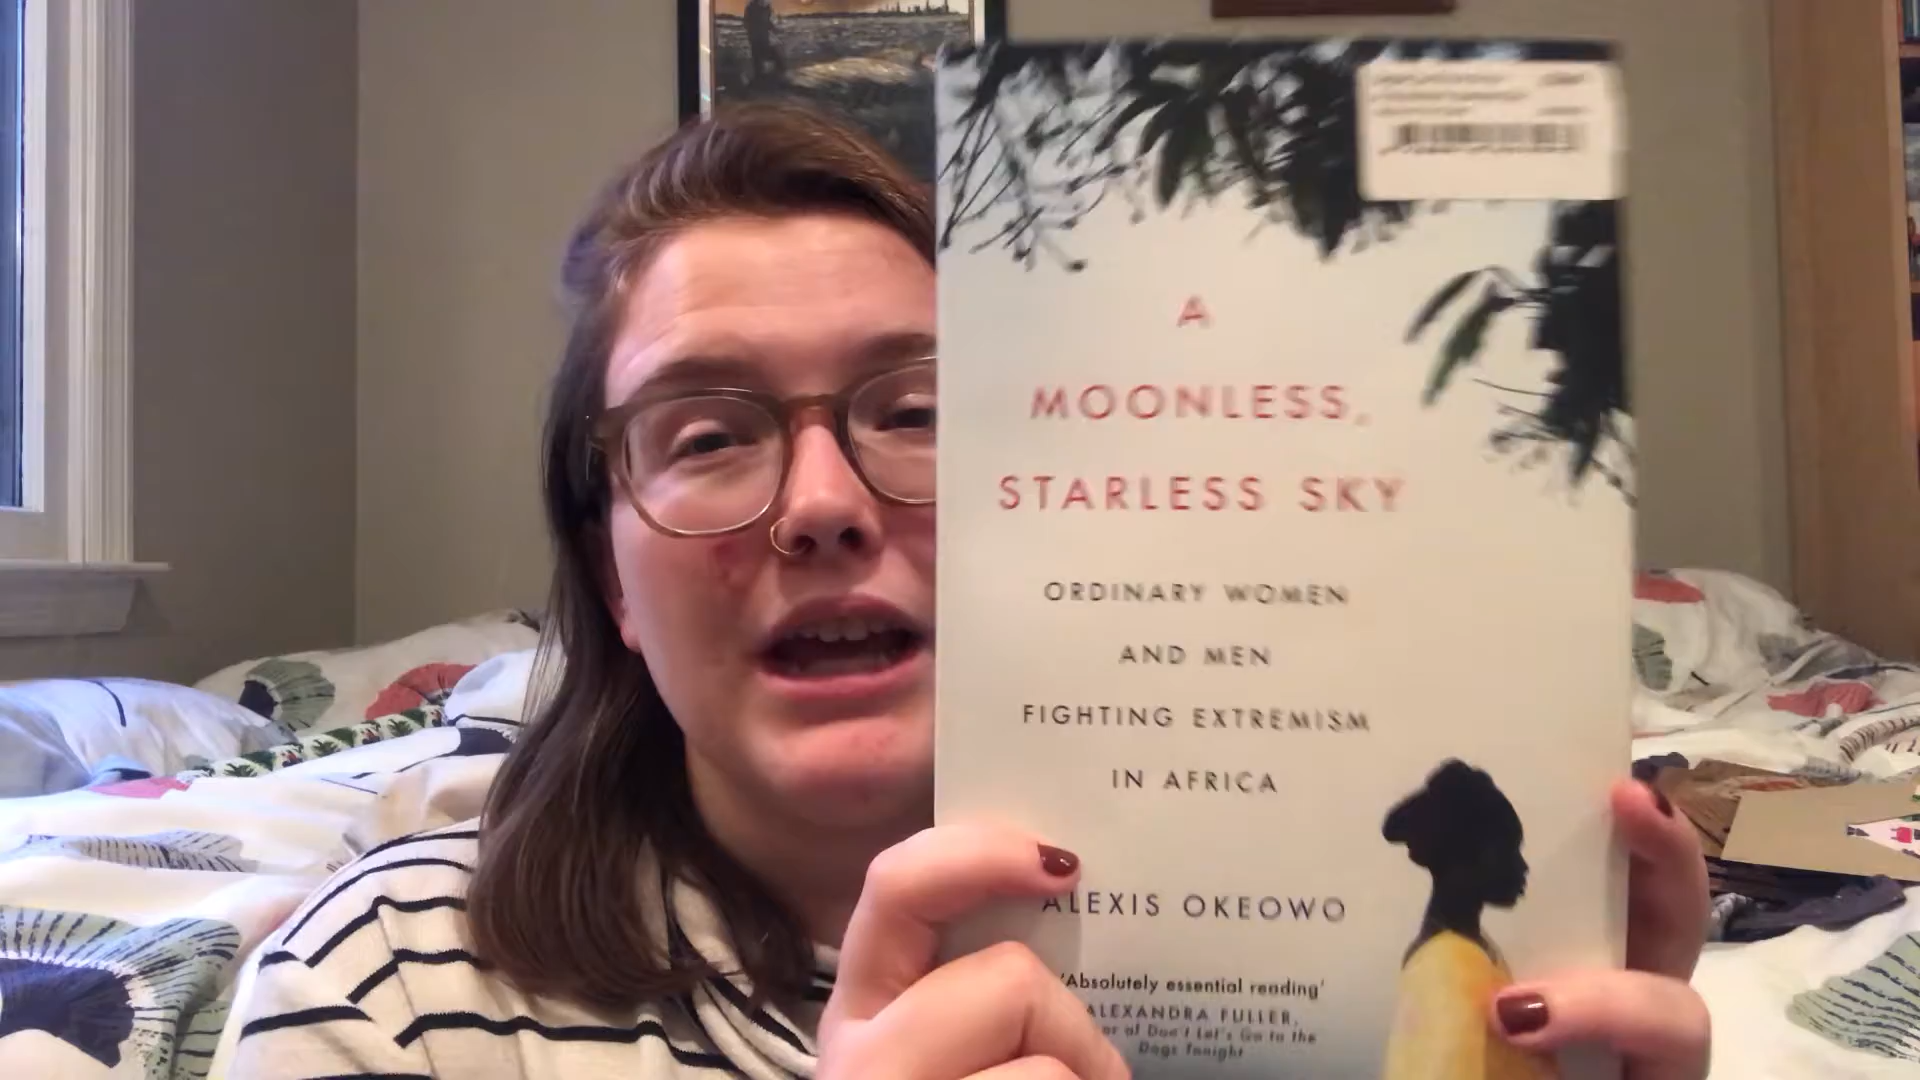 A
MOONLESS,
STARLESS SKY
ORDINARY WOMEN
AND MEN
FIGHTING EXTREMISM
IN AFRICA
ALEXIS OKEOWO
'Absolutely essential reading'
ALEXANDRA FULLER,
of Don't Let's Go to the
Dogs Tonight